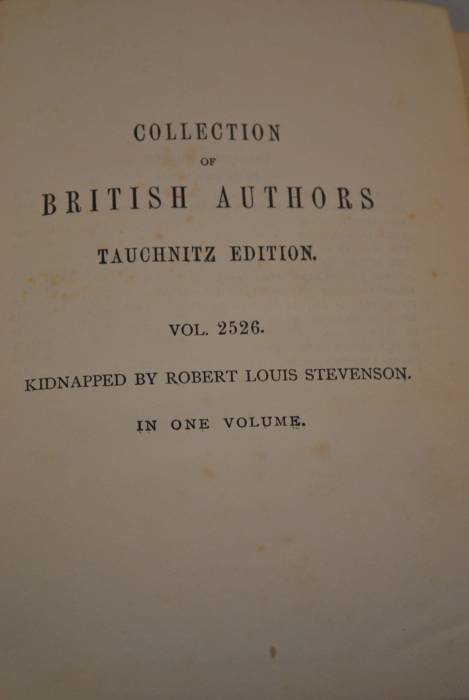 COLLECTION
OF
BRITISH AUTHORS
TAUCHNITZ EDITION.
VOL. 2526.
KIDNAPPED BY ROBERT LOUIS STEVENSON.
IN ONE VOLUME.